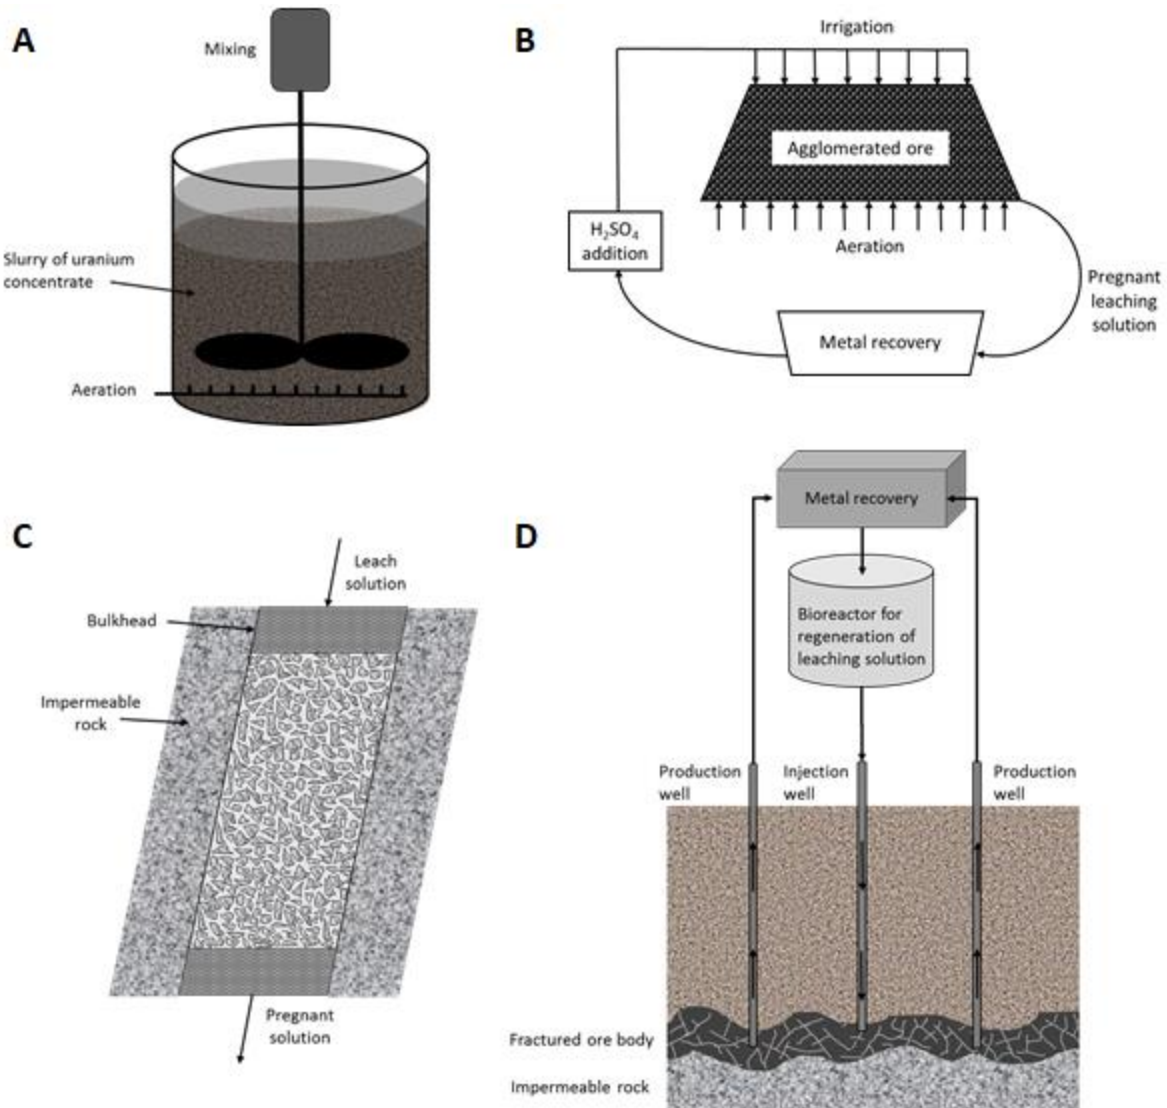 A
Mixing
Slurry of uranium
concentrate
Aeration
B
Irrigation
Agglomerated ore
H₂SO₄
addition
Aeration
Pregnant
leaching
solution
Metal recovery
C
Leach
solution
Bulkhead
Impermeable
rock
Pregnant
solution
D
Metal recovery
Bioreactor for
regeneration of
leaching solution
Production
well
Injection
well
Production
well
Fractured ore body
Impermeable rock